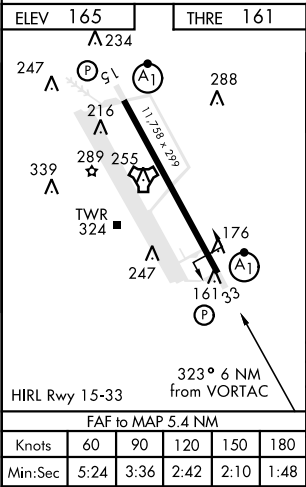 ELEV 165 THRE 161
234
247
P
15
A1
288
216
11,758 x 299
289
255
339
TWR
324
176
247
A1
161
33
P
323° 6 NM
from VORTAC
HIRL Rwy 15-33
FAF to MAP 5.4 NM
Knots 60 90 120 150 180
Min:Sec 5:24 3:36 2:42 2:10 1:48